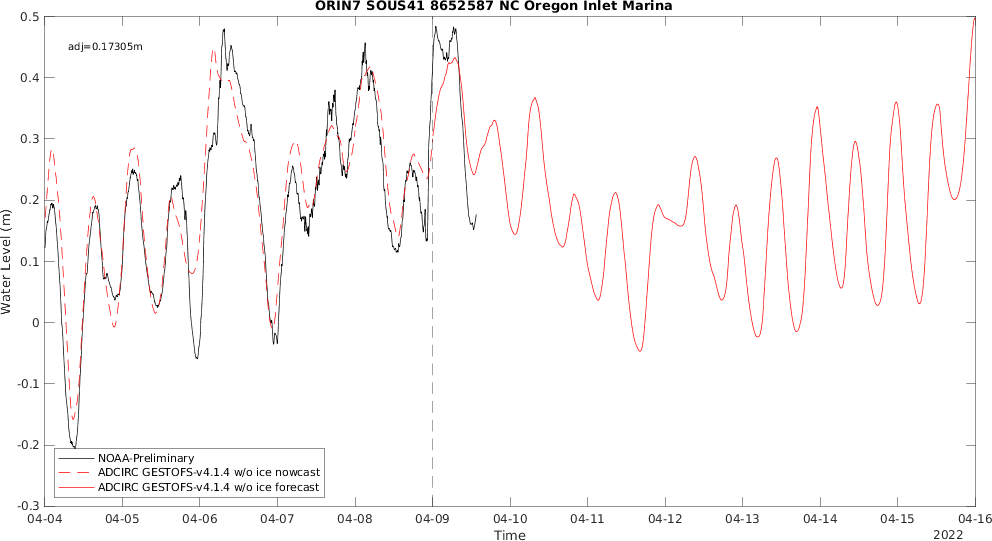 ORIN7 SOUS41 8652587 NC Oregon Inlet Marina
adj=0.17305m
0.5
0.4
0.3
0.2
0.1
0
-0.1
-0.2
-0.3
Water Level (m)
NOAA-Preliminary
ADCIRC GESTOFS-v4.1.4 w/o ice nowcast
ADCIRC GESTOFS-v4.1.4 w/o ice forecast
04-04 04-05 04-06 04-07 04-08 04-09 04-10 04-11 04-12 04-13 04-14 04-15 04-16
Time
2022